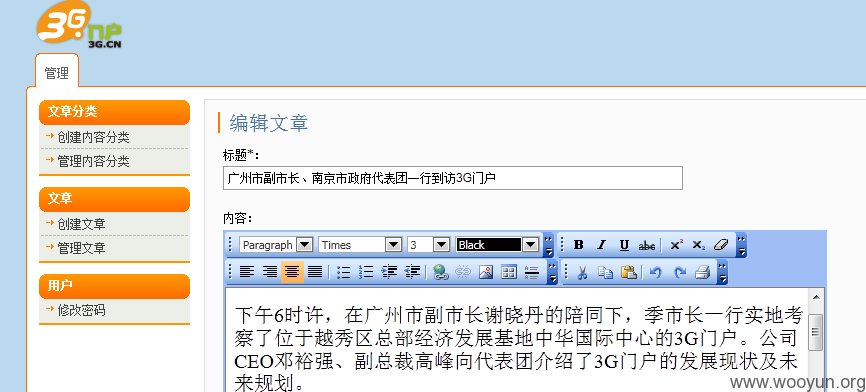 3G门户
3G.CN
管理
文章分类
创建内容分类
管理内容分类
文章
创建文章
管理文章
用户
修改密码
编辑文章
标题*：
广州市副市长、南京市政府代表团一行到访3G门户
内容：
Paragraph Times 3 Black B I U abc x² x₂
下午6时许，在广州市副市长谢晓丹的陪同下，季市长一行实地考
察了位于越秀区总部经济发展基地中华国际中心的3G门户。公司
CEO邓裕强、副总裁高峰向代表团介绍了3G门户的发展现状及未
来规划。
www.wooyun.org